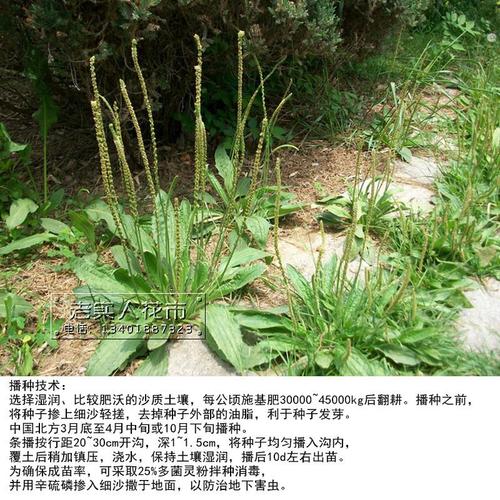 老农人花市
电话：13401887323
播种技术：
选择湿润、比较肥沃的沙质土壤，每公顷施基肥30000~45000kg后翻耕。播种之前，
将种子掺上细沙轻搓，去掉种子外部的油脂，利于种子发芽。
中国北方3月底至4月中旬或10月下旬播种。
条播按行距20~30cm开沟，深1~1.5cm，将种子均匀播入沟内，
覆土后稍加镇压，浇水，保持土壤湿润，播后10d左右出苗。
为确保成苗率，可采取25%多菌灵粉拌种消毒，
并用辛硫磷掺入细沙撒于地面，以防治地下害虫。